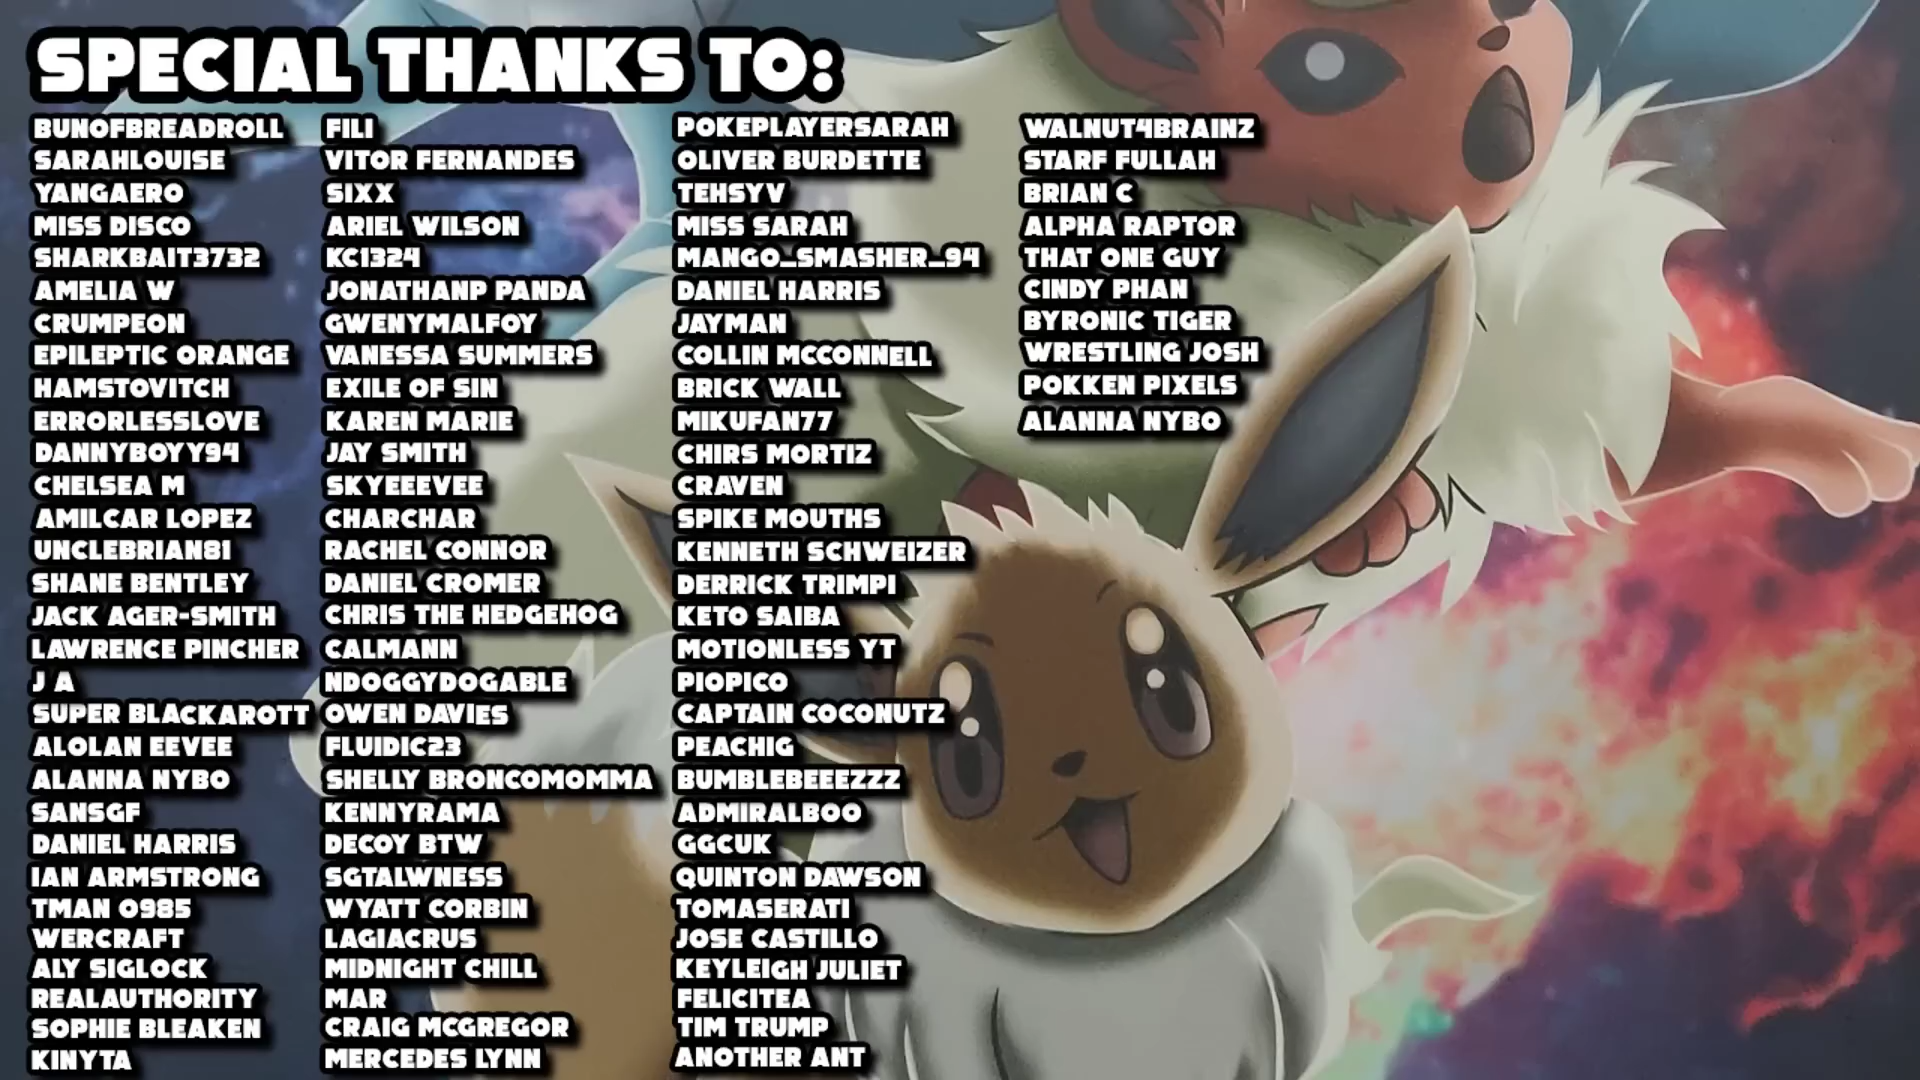 SPECIAL THANKS TO:
BUNOFBREADROLL
SARAHLOUISE
YANGAERO
MISS DISCO
SHARKBAIT3732
AMELIA W
CRUMPEON
EPILEPTIC ORANGE
HAMSTOVITCH
ERRORLESSLOVE
DANNYBOYY94
CHELSEA M
AMILCAR LOPEZ
UNCLEBRIAN81
SHANE BENTLEY
JACK AGER-SMITH
LAWRENCE PINCHER
J A
SUPER BLACKAROTT
ALOLAN EEVEE
ALANNA NYBO
SANSGF
DANIEL HARRIS
IAN ARMSTRONG
TMAN 0985
WERCRAFT
ALY SIGLOCK
REALAUTHORITY
SOPHIE BLEAKEN
KINYTA
FILI
VITOR FERNANDES
SIXX
ARIEL WILSON
KC1324
JONATHANP PANDA
GWENYMALFOY
VANESSA SUMMERS
EXILE OF SIN
KAREN MARIE
JAY SMITH
SKYEEEVEE
CHARCHAR
RACHEL CONNOR
DANIEL CROMER
CHRIS THE HEDGEHOG
CALMANN
NDOGGYDOGABLE
OWEN DAVIES
FLUIDIC23
SHELLY BRONCOMOMMA
KENNYRAMA
DECOY BTW
SGTALWNESS
WYATT CORBIN
LAGIACRUS
MIDNIGHT CHILL
MAR
CRAIG MCGREGOR
MERCEDES LYNN
POKEPLAYERSARAH
OLIVER BURDETTE
TEHSYV
MISS SARAH
MANGO_SMASHER_94
DANIEL HARRIS
JAYMAN
COLLIN MCCONNELL
BRICK WALL
MIKUFAN77
CHIRS MORTIZ
CRAVEN
SPIKE MOUTHS
KENNETH SCHWEIZER
DERRICK TRIMPI
KETO SAIBA
MOTIONLESS YT
PIOPICO
CAPTAIN COCONUTZ
PEACHIG
BUMBLEBEEEZZZ
ADMIRALBOO
GGCUK
QUINTON DAWSON
TOMASERATI
JOSE CASTILLO
KEYLEIGH JULIET
FELICITEA
TIM TRUMP
ANOTHER ANT
WALNUT4BRAINZ
STARF FULLAH
BRIAN C
ALPHA RAPTOR
THAT ONE GUY
CINDY PHAN
BYRONIC TIGER
WRESTLING JOSH
POKKEN PIXELS
ALANNA NYBO